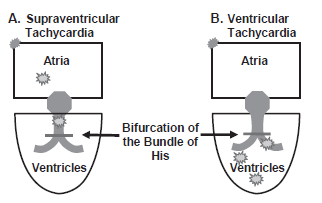 A. Supraventricular
Tachycardia
Atria
Ventricles
Bifurcation of
the Bundle of
His
B. Ventricular
Tachycardia
Atria
Ventricles